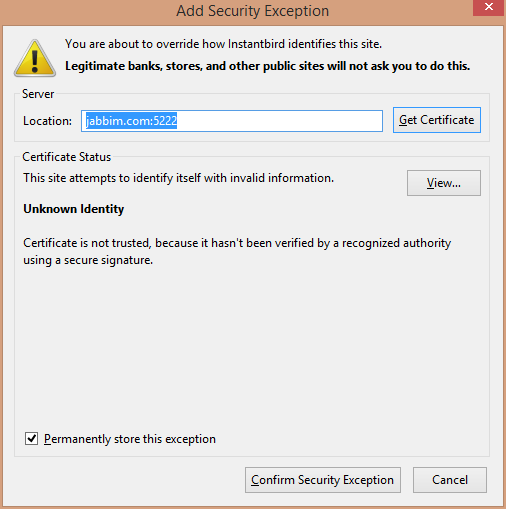 Add Security Exception
You are about to override how Instantbird identifies this site.
Legitimate banks, stores, and other public sites will not ask you to do this.
Server
Location: jabbim.com:5222 Get Certificate
Certificate Status
This site attempts to identify itself with invalid information. View...
Unknown Identity
Certificate is not trusted, because it hasn't been verified by a recognized authority
using a secure signature.
Permanently store this exception
Confirm Security Exception Cancel